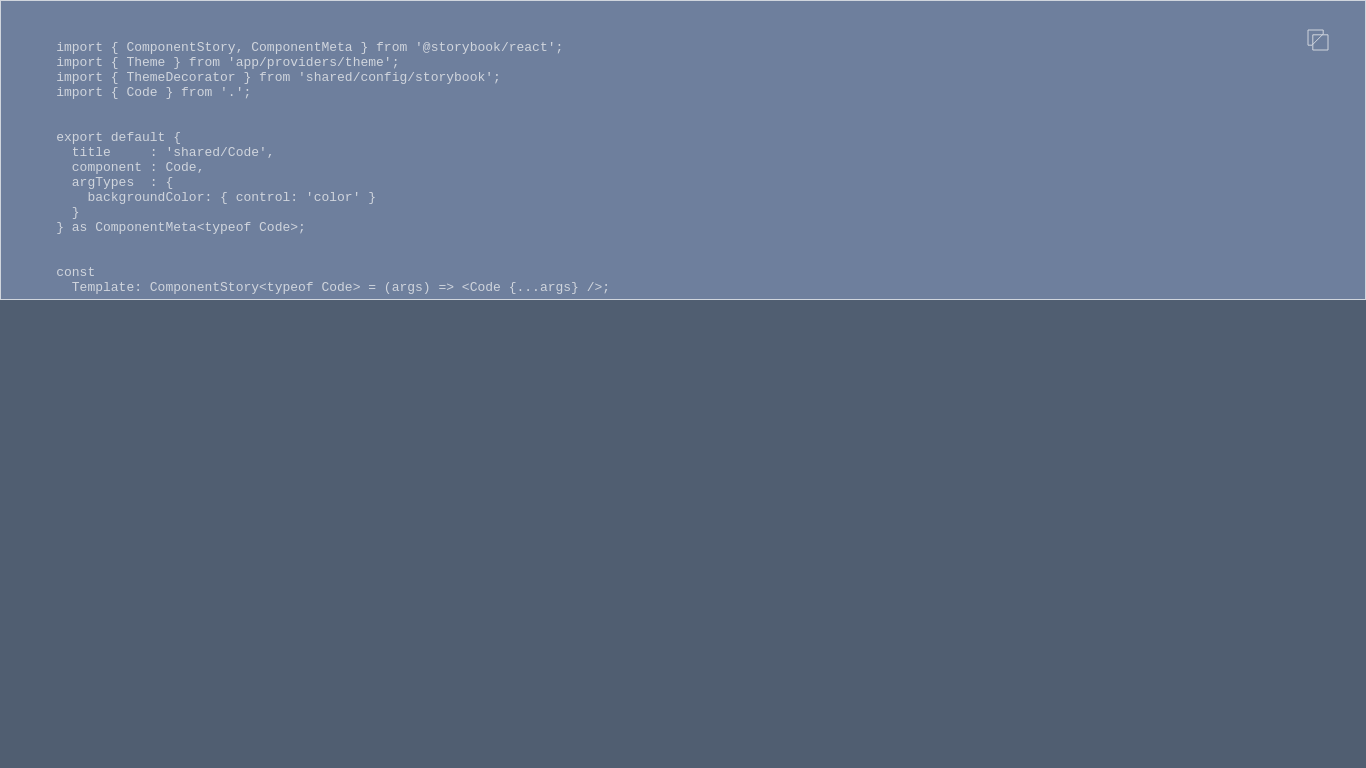 import { ComponentStory, ComponentMeta } from '@storybook/react';
import { Theme } from 'app/providers/theme';
import { ThemeDecorator } from 'shared/config/storybook';
import { Code } from '.';
export default {
  title     : 'shared/Code',
  component : Code,
  argTypes  : {
    backgroundColor: { control: 'color' }
  }
} as ComponentMeta<typeof Code>;
const
  Template: ComponentStory<typeof Code> = (args) => <Code {...args} />;